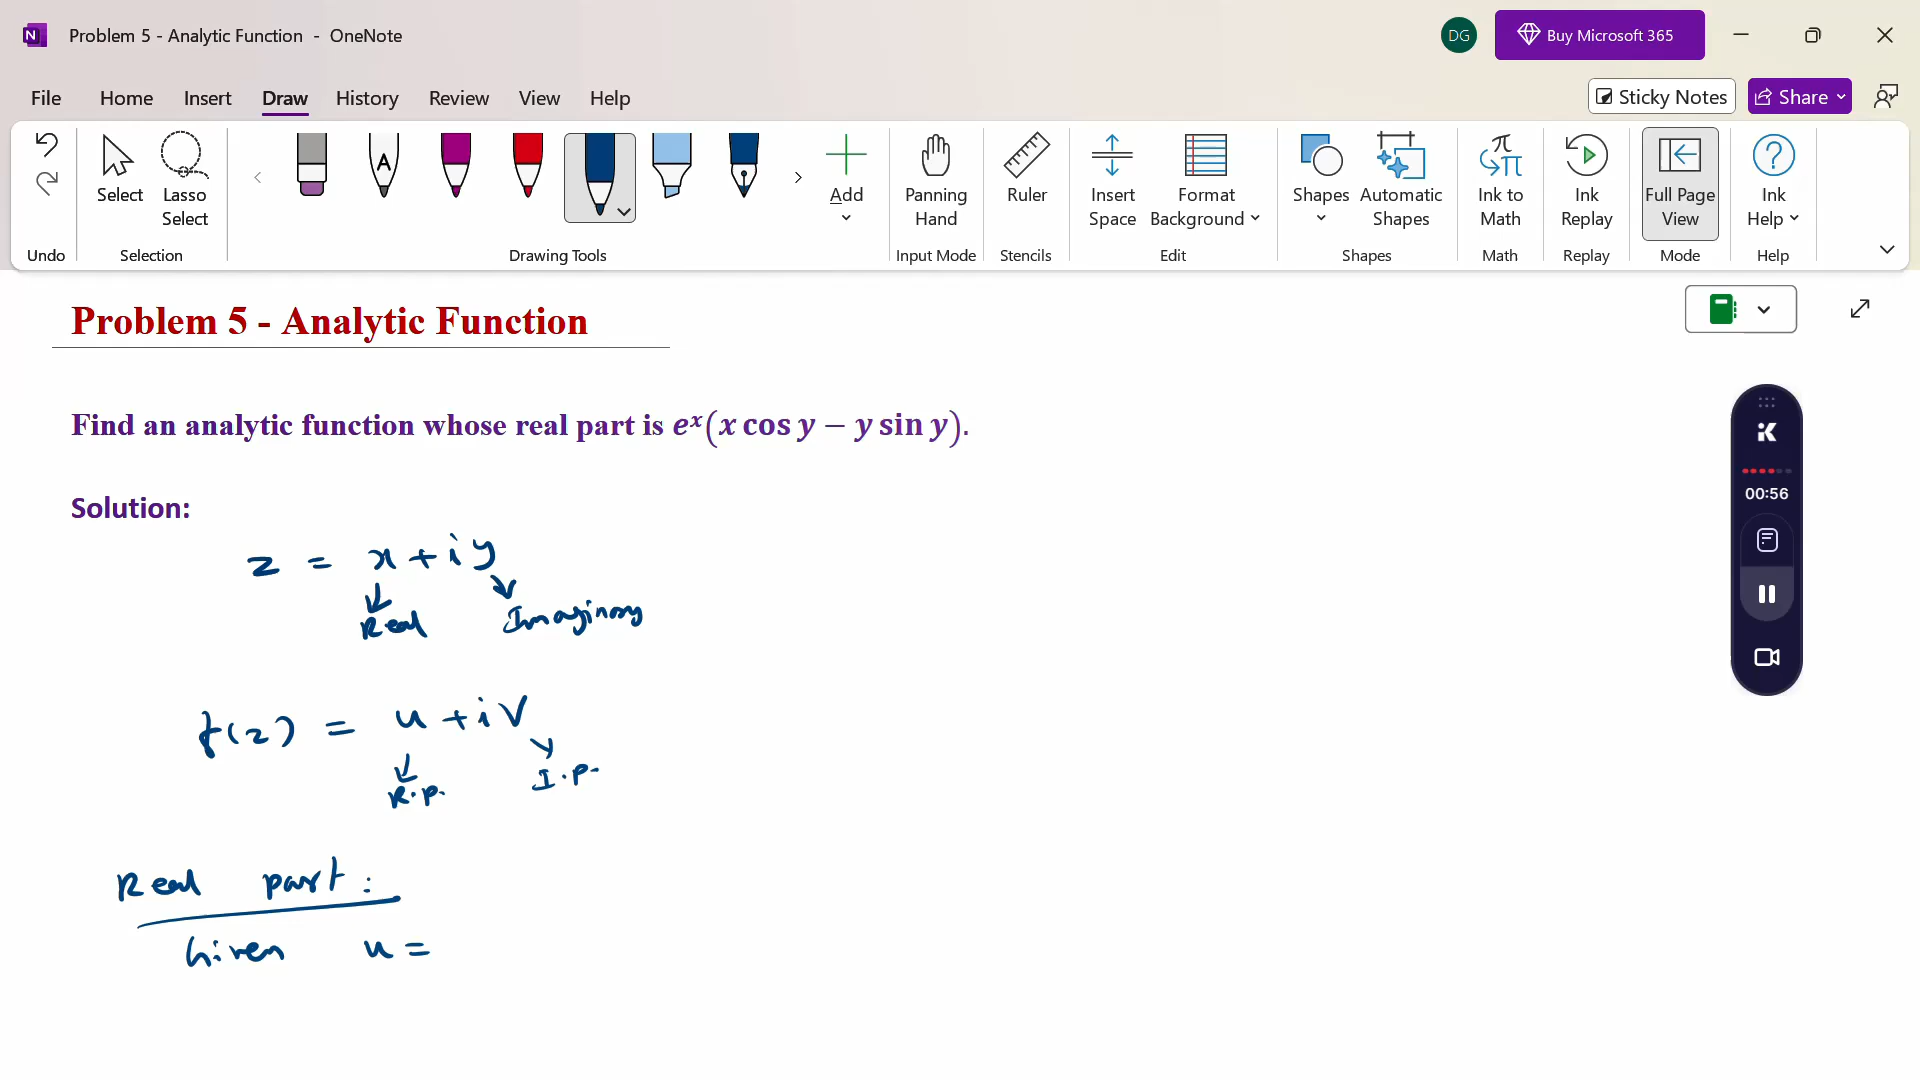 Problem 5 - Analytic Function - OneNote
DG
Buy Microsoft 365
File Home Insert Draw History Review View Help
Sticky Notes
Share
A
Select
Lasso Select
Add
Panning Hand
Ruler
Insert Space
Format Background
Shapes
Automatic Shapes
Ink to Math
Ink Replay
Full Page View
Ink Help
Undo
Selection
Drawing Tools
Input Mode
Stencils
Edit
Shapes
Math
Replay
Mode
Help
Problem 5 - Analytic Function
Find an analytic function whose real part is eˣ(x cos y − y sin y).
00:56
Solution:
z = x + i y
Real Imaginary
f(z) = u + i V
R.p. I.p.
Real part:
Given u =